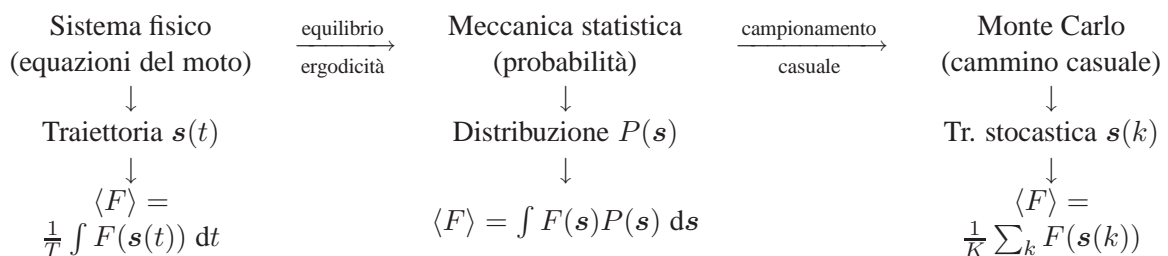 Sistema fisico
(equazioni del moto)
↓
Traiettoria s(t)
↓
⟨F⟩ =
1/T ∫ F(s(t)) dt
equilibrio
ergodicità
Meccanica statistica
(probabilità)
↓
Distribuzione P(s)
↓
⟨F⟩ = ∫ F(s)P(s) ds
campionamento
casuale
Monte Carlo
(cammino casuale)
↓
Tr. stocastica s(k)
↓
⟨F⟩ =
1/K ∑ₖ F(s(k))